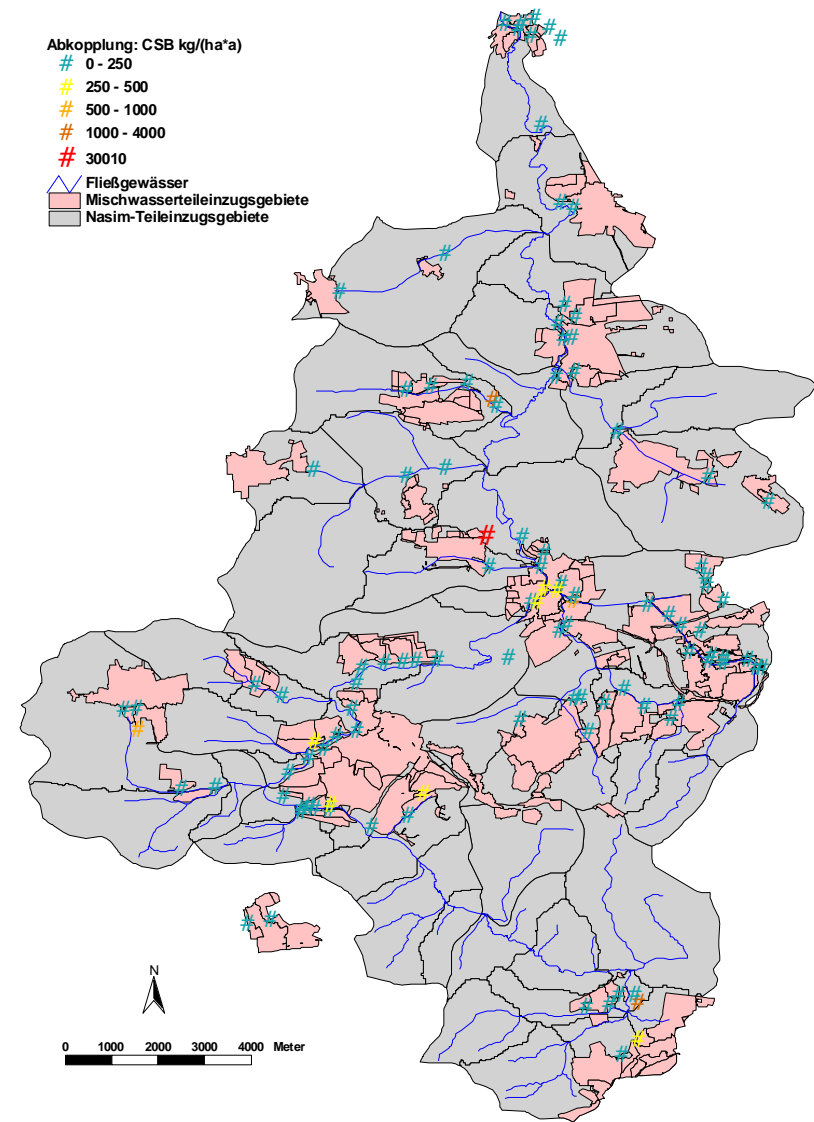 Abkopplung: CSB kg/(ha*a)
# 0 - 250
# 250 - 500
# 500 - 1000
# 1000 - 4000
# 30010
Fließgewässer
Mischwasserteileinzugsgebiete
Nasim-Teileinzugsgebiete
N
0 1000 2000 3000 4000 Meter